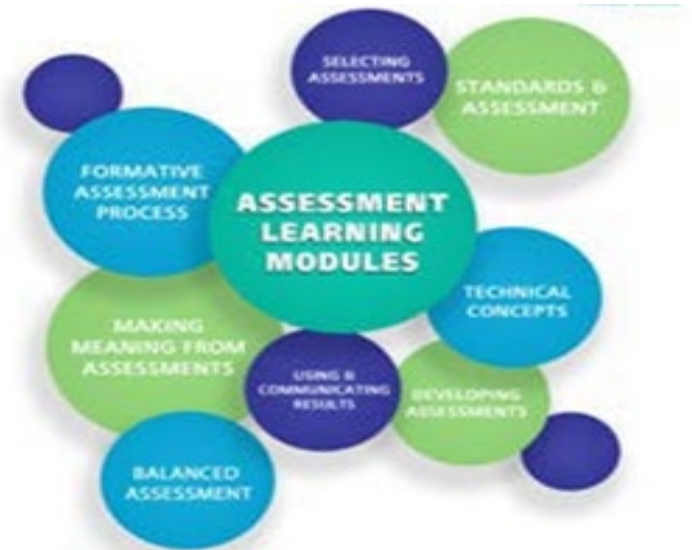 SELECTING
ASSESSMENTS
STANDARDS &
ASSESSMENT
FORMATIVE
ASSESSMENT
PROCESS
ASSESSMENT
LEARNING
MODULES
TECHNICAL
CONCEPTS
MAKING
MEANING FROM
ASSESSMENTS
USING &
COMMUNICATING
RESULTS
DEVELOPING
ASSESSMENTS
BALANCED
ASSESSMENT